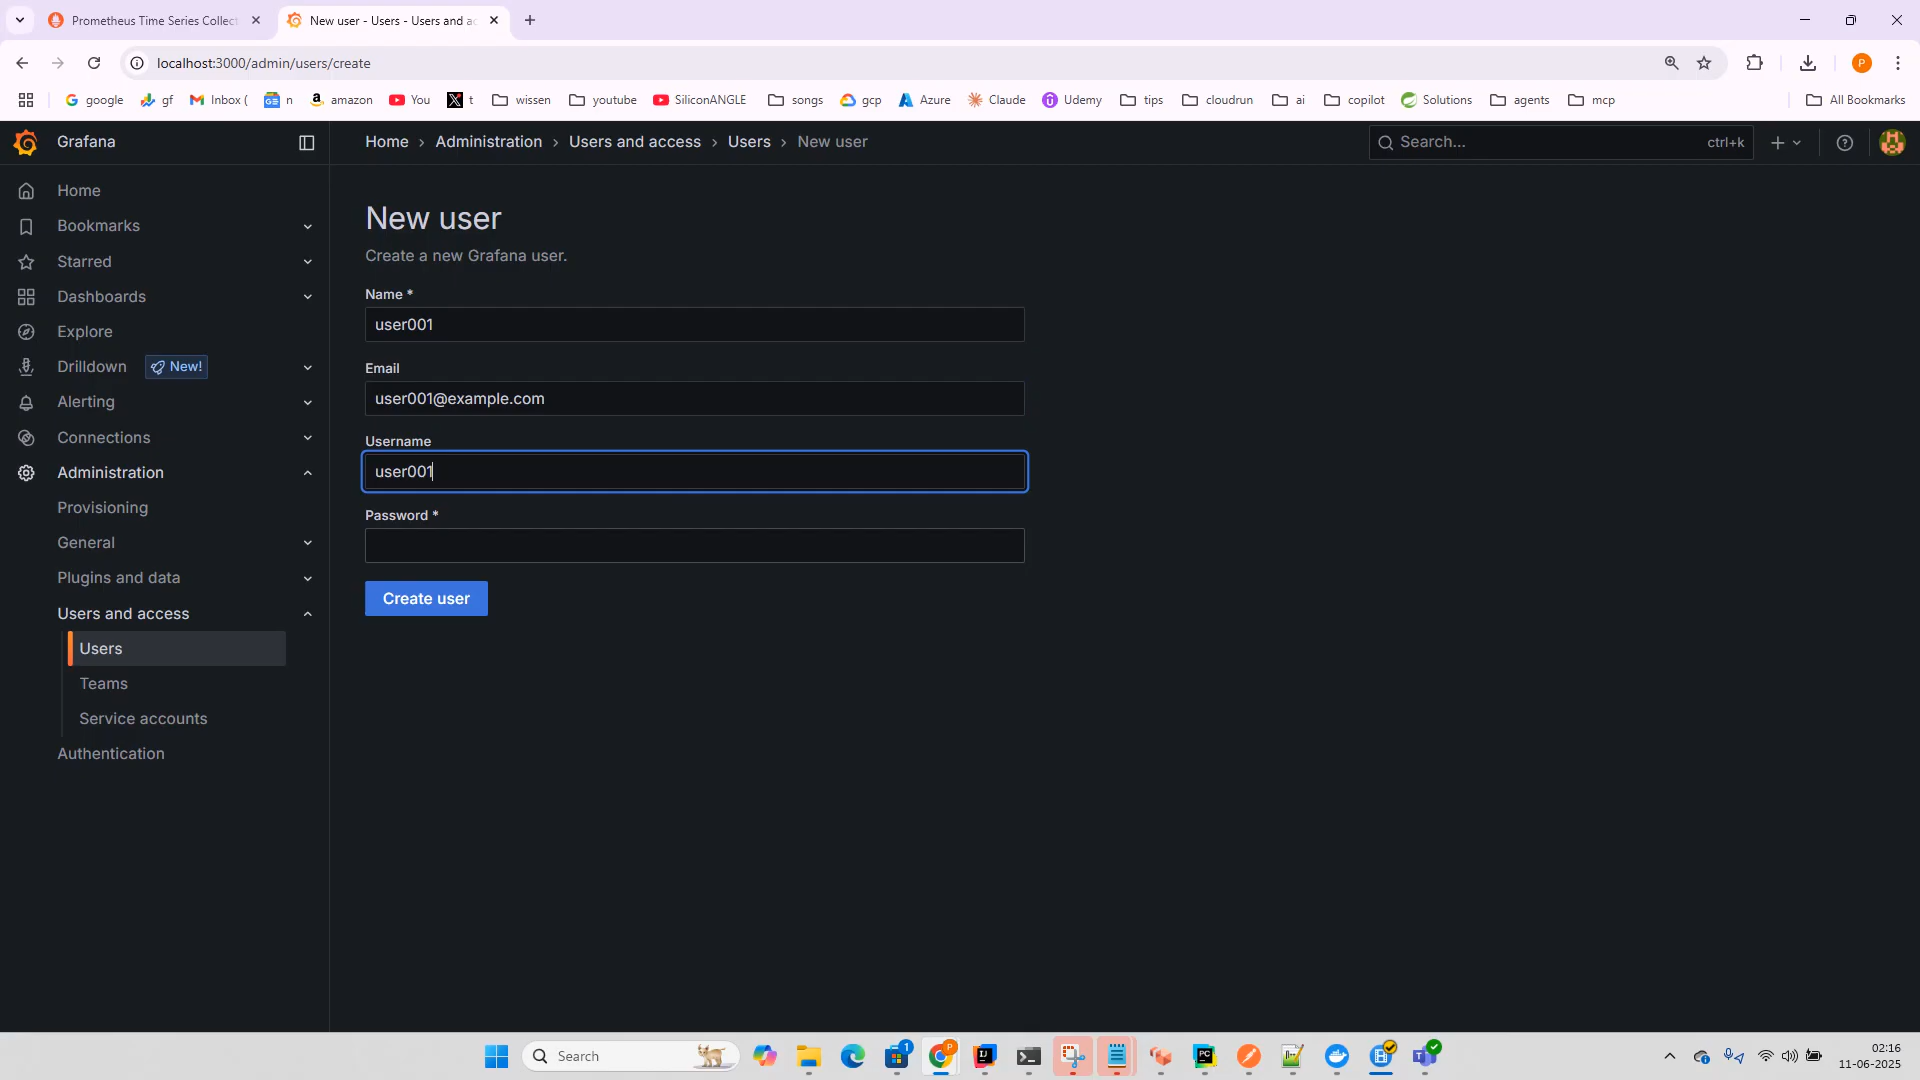 Prometheus Time Series Collect
New user - Users - Users and ac
localhost:3000/admin/users/create
P
google
gf
Inbox (
n
amazon
You
t
wissen
youtube
SiliconANGLE
songs
gcp
Azure
Claude
Udemy
tips
cloudrun
ai
copilot
Solutions
agents
mcp
All Bookmarks
Grafana
Home › Administration › Users and access › Users › New user
Search...
ctrl+k
Home
Bookmarks
Starred
Dashboards
Explore
Drilldown New!
Alerting
Connections
Administration
Provisioning
General
Plugins and data
Users and access
Users
Teams
Service accounts
Authentication
New user
Create a new Grafana user.
Name *
user001
Email
user001@example.com
Username
user001
Password *
Create user
Search
1
P
IJ
PC
T
02:16
11-06-2025